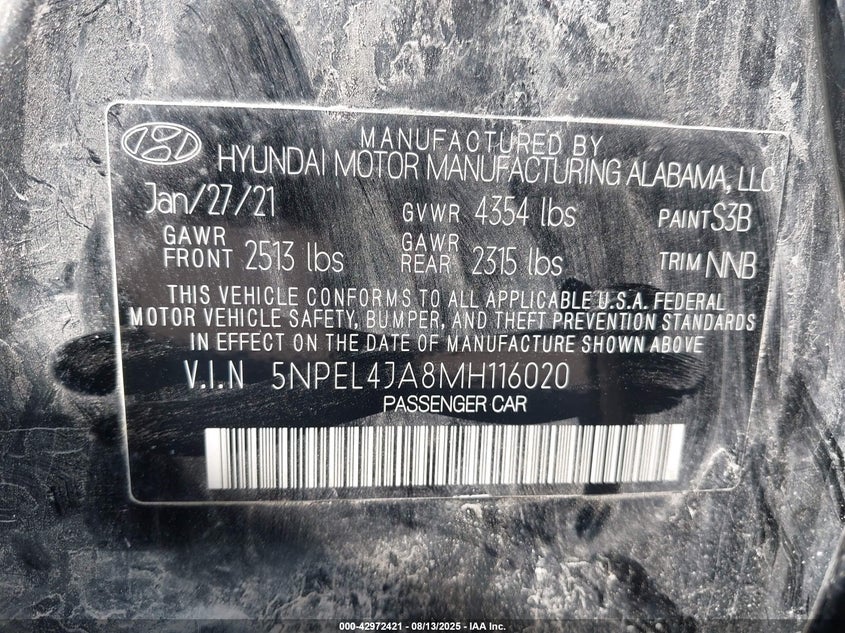 MANUFACTURED BY
HYUNDAI MOTOR MANUFACTURING ALABAMA, LLC
Jan/27/21 GVWR 4354 lbs PAINT S3B
GAWR FRONT 2513 lbs GAWR REAR 2315 lbs TRIM NNB
THIS VEHICLE CONFORMS TO ALL APPLICABLE U.S.A. FEDERAL
MOTOR VEHICLE SAFETY, BUMPER, AND THEFT PREVENTION STANDARDS
IN EFFECT ON THE DATE OF MANUFACTURE SHOWN ABOVE
V.I.N 5NPEL4JA8MH116020
PASSENGER CAR
000-42972421 - 08/13/2025 - IAA Inc.